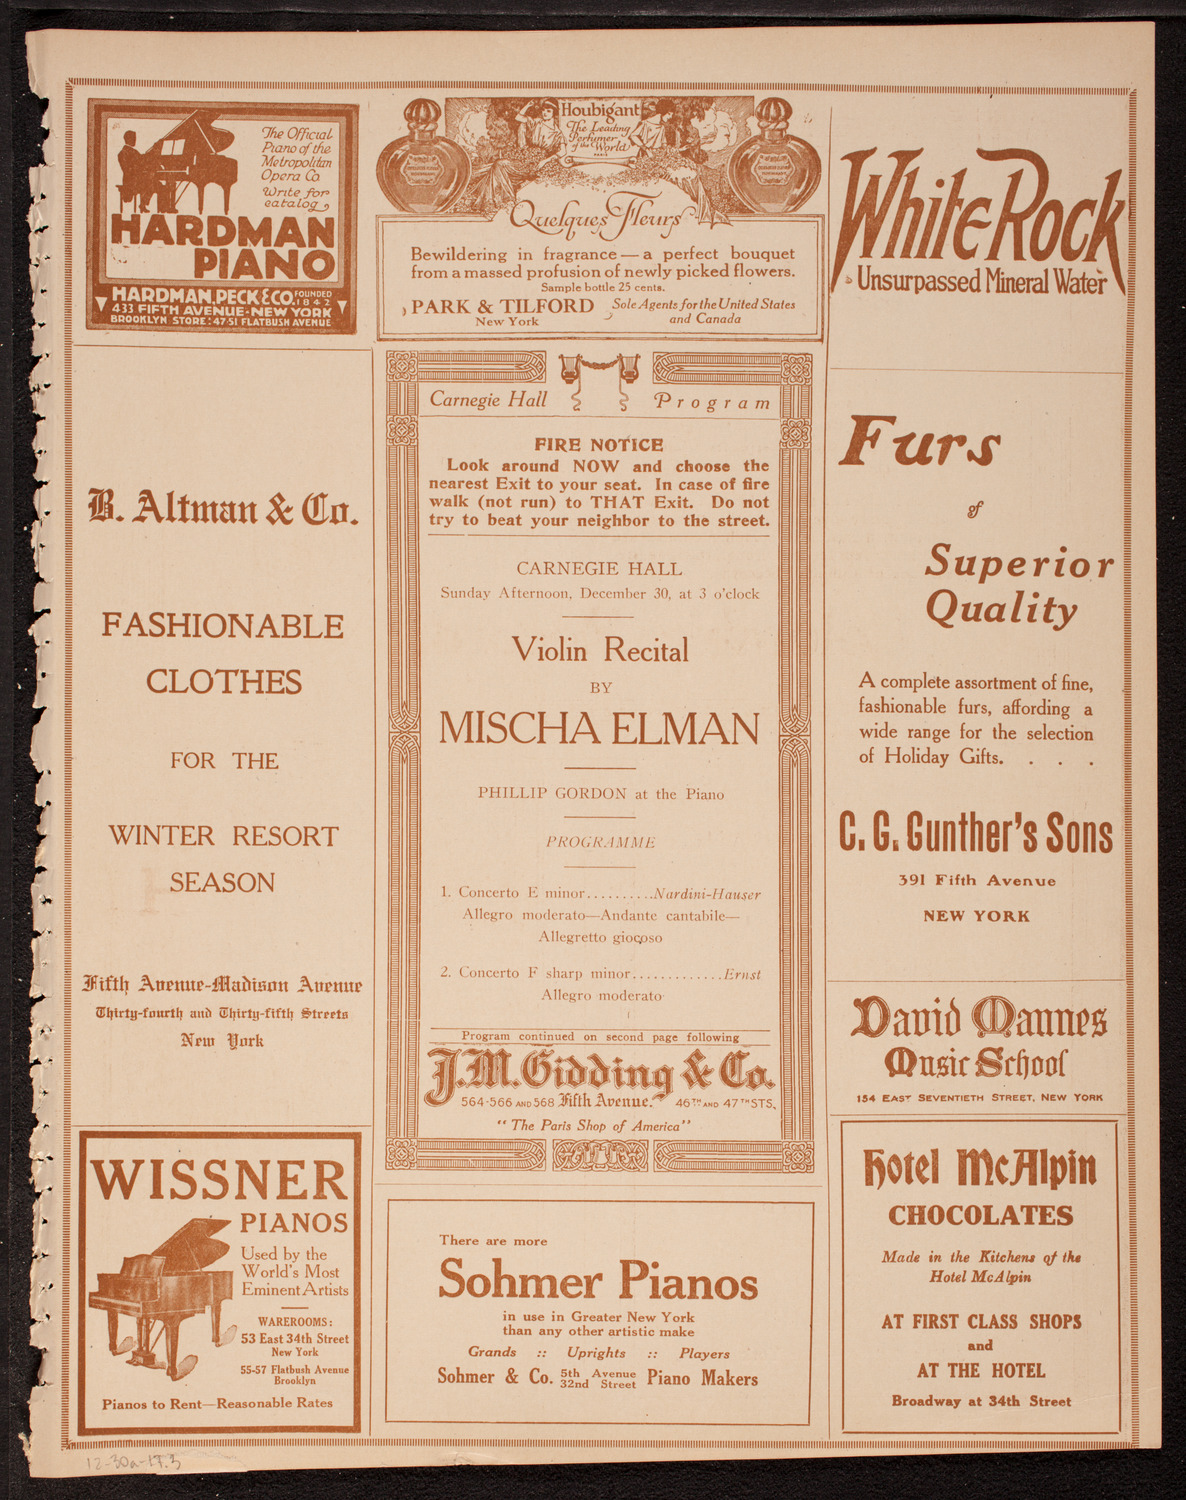 The Official
Piano of the
Metropolitan
Opera Co
Write for
catalog
HARDMAN
PIANO
HARDMAN, PECK & CO. FOUNDED 1842
433 FIFTH AVENUE-NEW YORK
BROOKLYN STORE: 47-51 FLATBUSH AVENUE
Houbigant
The Leading
Perfumer
of the World
PARIS
Quelques Fleurs
Bewildering in fragrance — a perfect bouquet
from a massed profusion of newly picked flowers.
Sample bottle 25 cents.
PARK & TILFORD Sole Agents for the United States
New York and Canada
White Rock
Unsurpassed Mineral Water
B. Altman & Co.
FASHIONABLE
CLOTHES
FOR THE
WINTER RESORT
SEASON
Fifth Avenue-Madison Avenue
Thirty-fourth and Thirty-fifth Streets
New York
Carnegie Hall Program
FIRE NOTICE
Look around NOW and choose the
nearest Exit to your seat. In case of fire
walk (not run) to THAT Exit. Do not
try to beat your neighbor to the street.
CARNEGIE HALL
Sunday Afternoon, December 30, at 3 o'clock
Violin Recital
BY
MISCHA ELMAN
PHILLIP GORDON at the Piano
PROGRAMME
1. Concerto E minor..........Nardini-Hauser
Allegro moderato—Andante cantabile—
Allegretto giocoso
2. Concerto F sharp minor.............Ernst
Allegro moderato
Program continued on second page following
J. M. Gidding & Co.
564-566 AND 568 Fifth Avenue. 46TH AND 47TH STS.
"The Paris Shop of America"
Furs
of
Superior
Quality
A complete assortment of fine,
fashionable furs, affording a
wide range for the selection
of Holiday Gifts. . . .
C. G. Gunther's Sons
391 Fifth Avenue
NEW YORK
David Mannes
Music School
154 EAST SEVENTIETH STREET, NEW YORK
WISSNER
PIANOS
Used by the
World's Most
Eminent Artists
WAREROOMS:
53 East 34th Street
New York
55-57 Flatbush Avenue
Brooklyn
Pianos to Rent—Reasonable Rates
There are more
Sohmer Pianos
in use in Greater New York
than any other artistic make
Grands :: Uprights :: Players
Sohmer & Co. 5th Avenue 32nd Street Piano Makers
Hotel McAlpin
CHOCOLATES
Made in the Kitchens of the
Hotel McAlpin
AT FIRST CLASS SHOPS
and
AT THE HOTEL
Broadway at 34th Street
12-30a-17.3